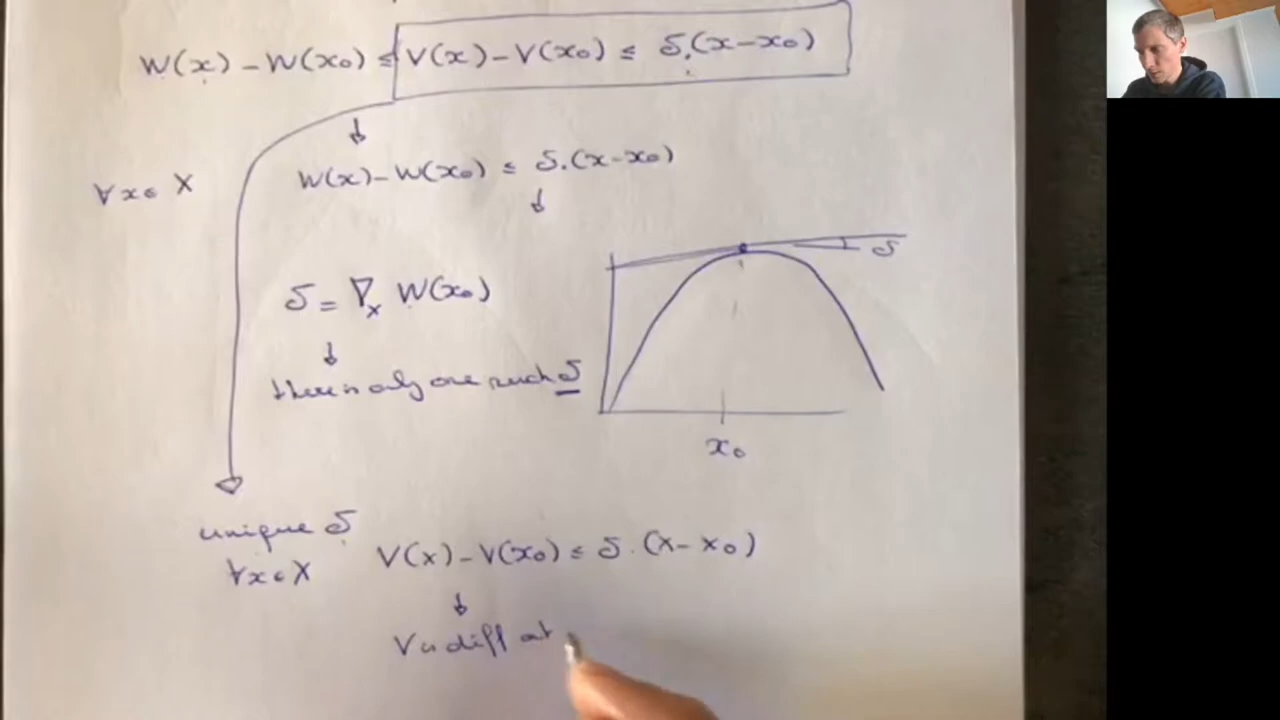 W(x) - W(x₀) ≤ V(x) - V(x₀) ≤ δ.(x-x₀)
∀x∈ X
W(x) - W(x₀) ≤ δ.(x-x₀)
δ = ∇ₓ W(x₀)
there is only one such δ
δ
x₀
unique δ
∀x∈X
V(x) - V(x₀) ≤ δ.(x-x₀)
V is diff at